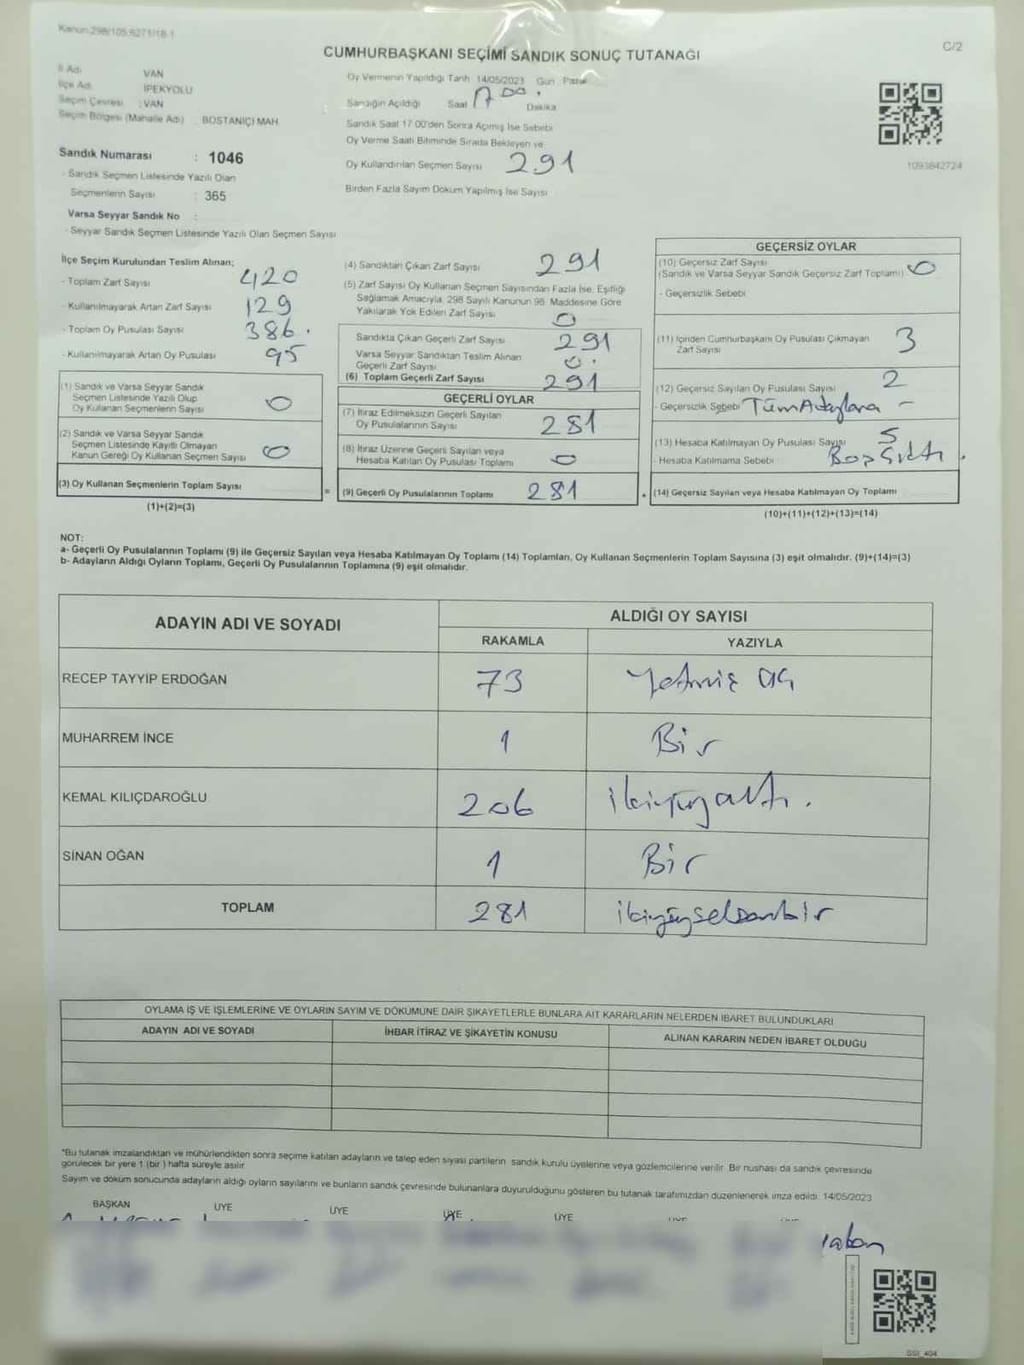 Kanun:298/105;6271/18-1
C/2
CUMHURBAŞKANI SEÇİMİ SANDIK SONUÇ TUTANAĞI
İl Adı VAN
İlçe Adı İPEKYOLU
Seçim Çevresi : VAN
Seçim Bölgesi (Mahalle Adı) : BOSTANİÇİ MAH.
Sandık Numarası : 1046
- Sandık Seçmen Listesinde Yazılı Olan
Seçmenlerin Sayısı : 365
Varsa Seyyar Sandık No :
- Seyyar Sandık Seçmen Listesinde Yazılı Olan Seçmen Sayısı
Oy Vermenin Yapıldığı Tarih 14/05/2023 Gün : Pazar
Sandığın Açıldığı Saat 17 00 . Dakika
Sandık Saat 17:00'den Sonra Açımış İse Sebebi
Oy Verme Saati Bitiminde Sırada Bekleyen ve
Oy Kullandırılan Seçmen Sayısı 291
Birden Fazla Sayım Döküm Yapılmış İse Sayısı
1093842724
İlçe Seçim Kurulundan Teslim Alınan;
- Toplam Zarf Sayısı 420
- Kullanılmayarak Artan Zarf Sayısı 129
- Toplam Oy Pusulası Sayısı 386.
- Kullanılmayarak Artan Oy Pusulası 95
(1) Sandık ve Varsa Seyyar Sandık
Seçmen Listesinde Yazılı Olup
Oy Kullanan Seçmenlerin Sayısı 0
(2) Sandık ve Varsa Seyyar Sandık
Seçmen Listesinde Kayıtlı Olmayan
Kanun Gereği Oy Kullanan Seçmen Sayısı 0
(3) Oy Kullanan Seçmenlerin Toplam Sayısı
(1)+(2)=(3)
(4) Sandıktan Çıkan Zarf Sayısı 291
(5) Zarf Sayısı Oy Kullanan Seçmen Sayısından Fazla İse, Eşitliği
Sağlamak Amacıyla, 298 Sayılı Kanunun 98. Maddesine Göre
Yakılarak Yok Edilen Zarf Sayısı 0
Sandıkta Çıkan Geçerli Zarf Sayısı 291
Varsa Seyyar Sandıktan Teslim Alınan
Geçerli Zarf Sayısı 0.
(6) Toplam Geçerli Zarf Sayısı 291
GEÇERLİ OYLAR
(7) İtiraz Edilmeksizin Geçerli Sayılan
Oy Pusulalarının Sayısı 281
(8) İtiraz Üzerine Geçerli Sayılan veya
Hesaba Katılan Oy Pusulası Toplamı 0
= (9) Geçerli Oy Pusulalarının Toplamı 281
GEÇERSİZ OYLAR
(10) Geçersiz Zarf Sayısı
(Sandık ve Varsa Seyyar Sandık Geçersiz Zarf Toplamı) 0
- Geçersizlik Sebebi
(11) İçinden Cumhurbaşkanı Oy Pusulası Çıkmayan
Zarf Sayısı 3
(12) Geçersiz Sayılan Oy Pusulası Sayısı 2
- Geçersizlik Sebebi Tüm Adaylara -
(13) Hesaba Katılmayan Oy Pusulası Sayısı 5
- Hesaba Katılmama Sebebi Boş Çıktı .
+ (14) Geçersiz Sayılan veya Hesaba Katılmayan Oy Toplamı
(10)+(11)+(12)+(13)=(14)
NOT:
a- Geçerli Oy Pusulalarının Toplamı (9) ile Geçersiz Sayılan veya Hesaba Katılmayan Oy Toplamı (14) Toplamları, Oy Kullanan Seçmenlerin Toplam Sayısına (3) eşit olmalıdır. (9)+(14)=(3)
b- Adayların Aldığı Oyların Toplamı, Geçerli Oy Pusulalarının Toplamına (9) eşit olmalıdır.
ADAYIN ADI VE SOYADI ALDIĞI OY SAYISI
RAKAMLA YAZIYLA
RECEP TAYYİP ERDOĞAN 73 Yetmiş üç
MUHARREM İNCE 1 Bir
KEMAL KILIÇDAROĞLU 206 ikiyüzaltı.
SİNAN OĞAN 1 Bir
TOPLAM 281 ikiyüzseksenbir
OYLAMA İŞ VE İŞLEMLERİNE VE OYLARIN SAYIM VE DÖKÜMÜNE DAİR ŞİKAYETLERLE BUNLARA AİT KARARLARIN NELERDEN İBARET BULUNDUKLARI
ADAYIN ADI VE SOYADI İHBAR İTİRAZ VE ŞİKAYETİN KONUSU ALINAN KARARIN NEDEN İBARET OLDUĞU
*Bu tutanak imzalandıktan ve mühürlendikten sonra seçime katılan adayların ve talep eden siyasi partilerin sandık kurulu üyelerine veya gözlemcilerine verilir. Bir nushası da sandık çevresinde
görülecek bir yere 1 (bir) hafta süreyle asılır.
Sayım ve döküm sonucunda adayların aldığı oyların sayılarını ve bunların sandık çevresinde bulunanlara duyurulduğunu gösteren bu tutanak tarafımızdan düzenlenerek imza edildi. 14/05/2023
BAŞKAN ÜYE ÜYE ÜYE ÜYE